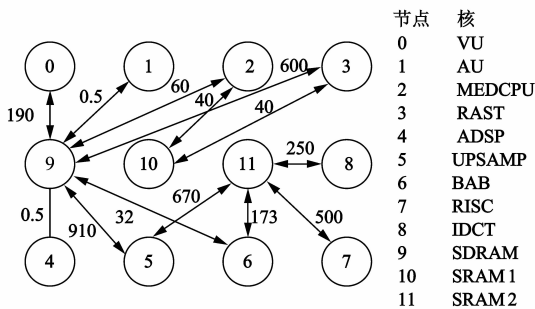 节点 核
0 VU
1 AU
2 MEDCPU
3 RAST
4 ADSP
5 UPSAMP
6 BAB
7 RISC
8 IDCT
9 SDRAM
10 SRAM 1
11 SRAM 2
0 1 2 3
600
60
0.5
190
40
40
250
9 10 11 8
670
0.5
32
173
500
910
4 5 6 7